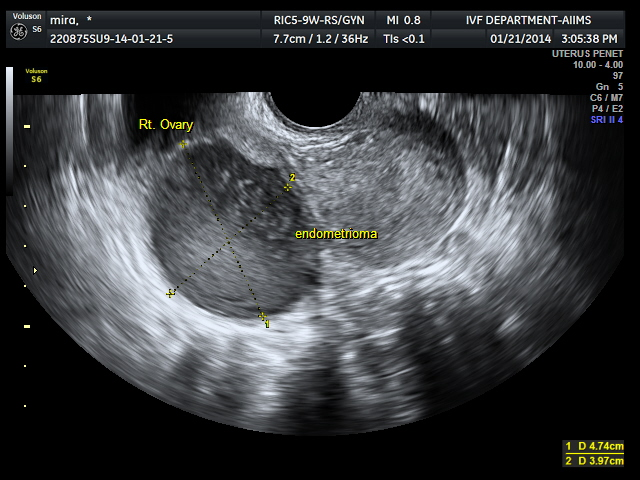 Voluson
S6
mira, *
RIC5-9W-RS/GYN
MI 0.8
IVF DEPARTMENT-AIIMS
220875SU9-14-01-21-5
7.7cm / 1.2 / 36Hz
TIs <0.1
01/21/2014
3:05:38 PM
Voluson
S6
UTERUS PENET
10.00 - 4.00
97
Gn 5
C6 / M7
P4 / E2
SRI II 4
Rt. Ovary
2
endometrioma
1
1 D 4.74cm
2 D 3.97cm